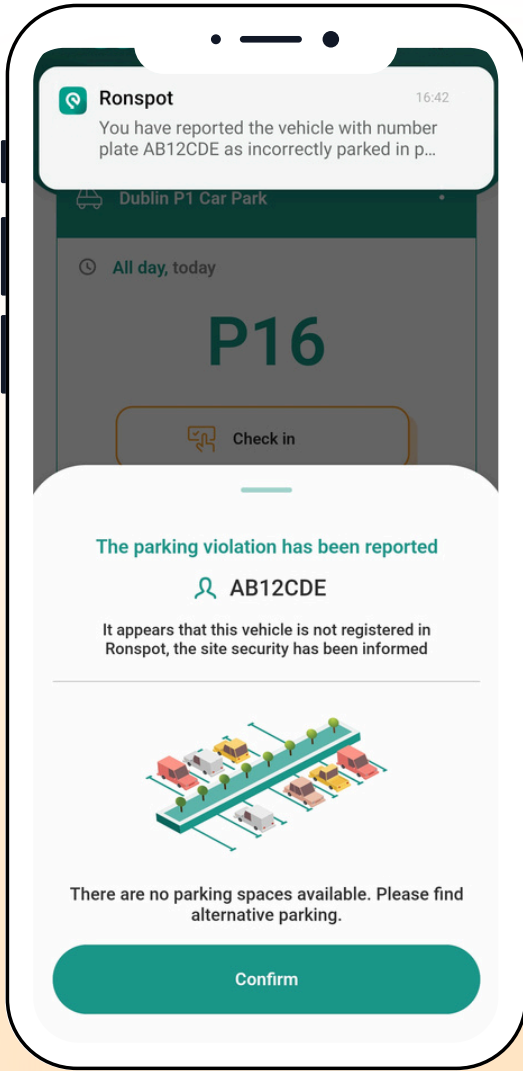 Ronspot
16:42
You have reported the vehicle with number
plate AB12CDE as incorrectly parked in p...
Dublin P1 Car Park
All day, today
P16
Check in
The parking violation has been reported
AB12CDE
It appears that this vehicle is not registered in
Ronspot, the site security has been informed
There are no parking spaces available. Please find
alternative parking.
Confirm